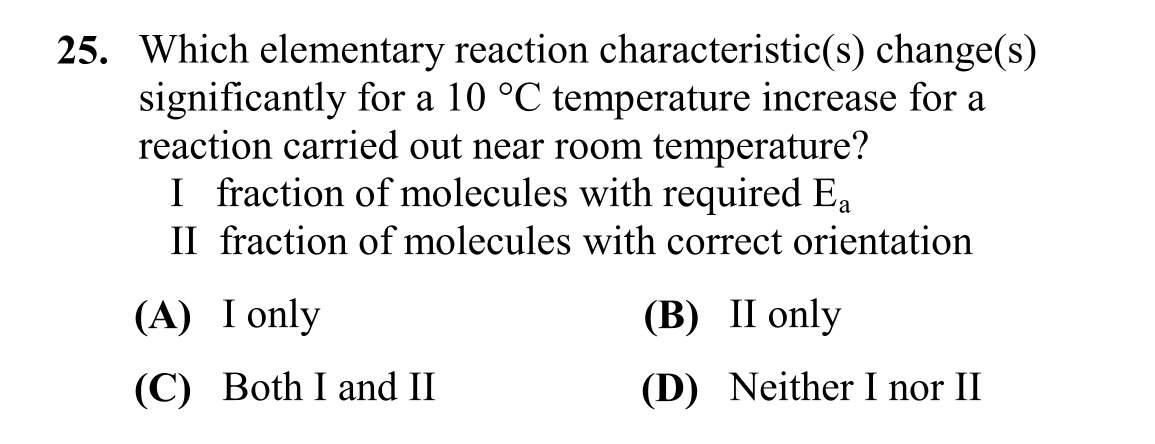 25. Which elementary reaction characteristic(s) change(s)
significantly for a 10 °C temperature increase for a
reaction carried out near room temperature?
I fraction of molecules with required Eₐ
II fraction of molecules with correct orientation
(A) I only (B) II only
(C) Both I and II (D) Neither I nor II